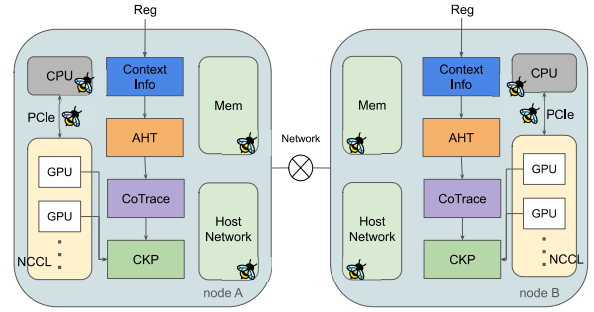 Reg
CPU
Context
Info
Mem
PCIe
AHT
GPU
GPU
CoTrace
Host
Network
NCCL
CKP
node A
Network
Reg
Mem
Context
Info
CPU
PCIe
AHT
GPU
GPU
Host
Network
CoTrace
CKP
NCCL
node B